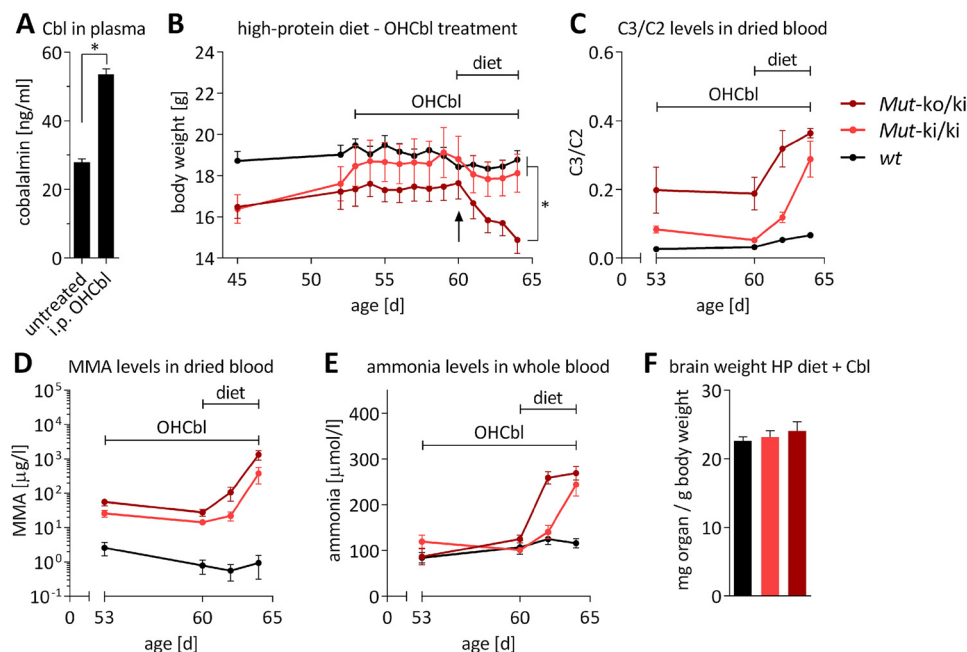 A Cbl in plasma
*
60
40
20
0
cobalamin [ng/ml]
untreated
i.p. OHCbl
B high-protein diet - OHCbl treatment
diet
OHCbl
24
22
20
18
16
14
body weight [g]
*
45 50 55 60 65
age [d]
C C3/C2 levels in dried blood
diet
OHCbl
0.6
0.4
0.2
0.0
C3/C2
0 53 60 65
age [d]
Mut-ko/ki
Mut-ki/ki
wt
D MMA levels in dried blood
diet
OHCbl
10⁵
10⁴
10³
10²
10¹
10⁰
10⁻¹
MMA [µg/l]
0 53 60 65
age [d]
E ammonia levels in whole blood
diet
OHCbl
400
300
200
100
0
ammonia [µmol/l]
0 53 60 65
age [d]
F brain weight HP diet + Cbl
30
20
10
0
mg organ / g body weight